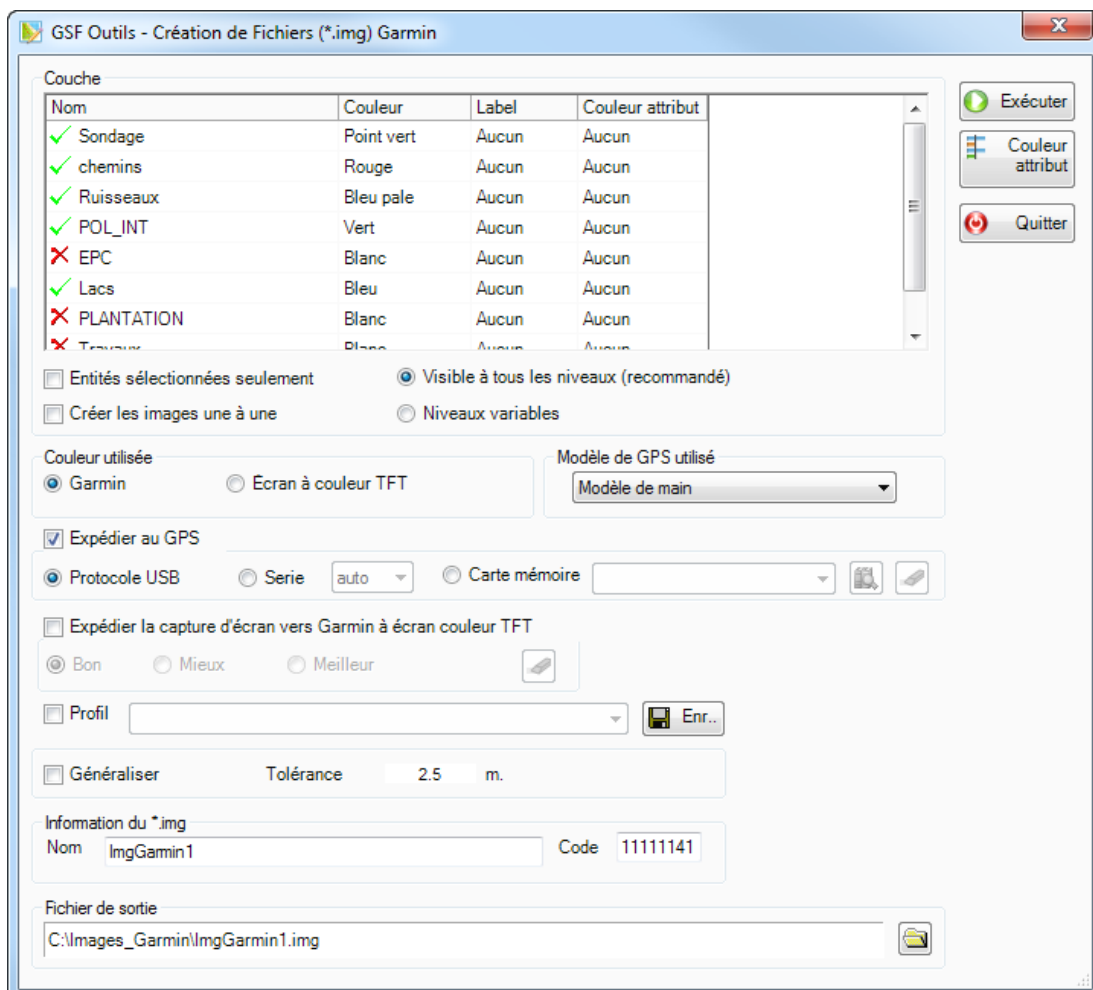 GSF Outils - Création de Fichiers (*.img) Garmin
Couche
Nom Couleur Label Couleur attribut
Sondage Point vert Aucun Aucun
chemins Rouge Aucun Aucun
Ruisseaux Bleu pale Aucun Aucun
POL_INT Vert Aucun Aucun
EPC Blanc Aucun Aucun
Lacs Bleu Aucun Aucun
PLANTATION Blanc Aucun Aucun
Travaux Blanc Aucun Aucun
Exécuter
Couleur
attribut
Quitter
Entités sélectionnées seulement Visible à tous les niveaux (recommandé)
Créer les images une à une Niveaux variables
Couleur utilisée Modèle de GPS utilisé
Garmin Écran à couleur TFT Modèle de main
Expédier au GPS
Protocole USB Serie auto Carte mémoire
Expédier la capture d'écran vers Garmin à écran couleur TFT
Bon Mieux Meilleur
Profil Enr..
Généraliser Tolérance 2.5 m.
Information du *.img
Nom ImgGarmin1 Code 11111141
Fichier de sortie
C:\Images_Garmin\ImgGarmin1.img